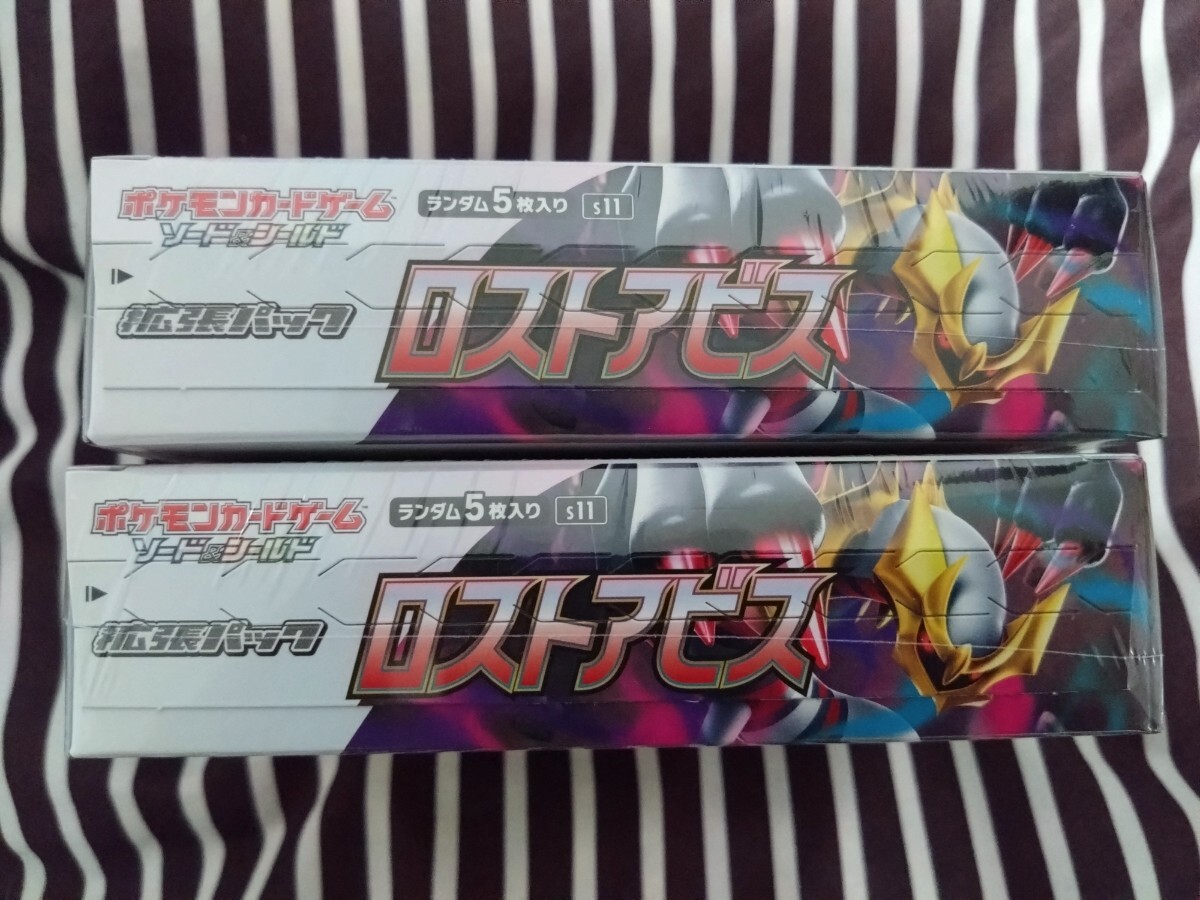 ポケモンカードゲーム
ソード&シールド
ランダム5枚入り s11
拡張パック
ロストアビス
ポケモンカードゲーム
ソード&シールド
ランダム5枚入り s11
拡張パック
ロストアビス